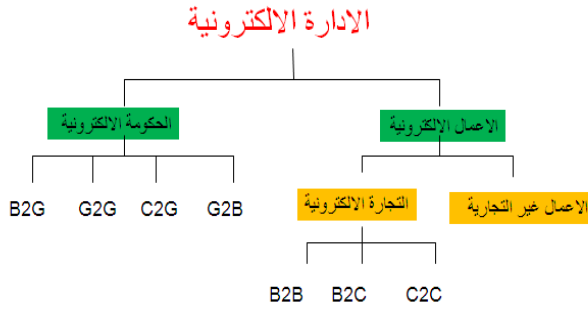 الادارة الالكترونية
الاعمال الالكترونية
الحكومة الالكترونية
B2G G2G C2G G2B
الاعمال غير التجارية
التجارة الالكترونية
B2B B2C C2C